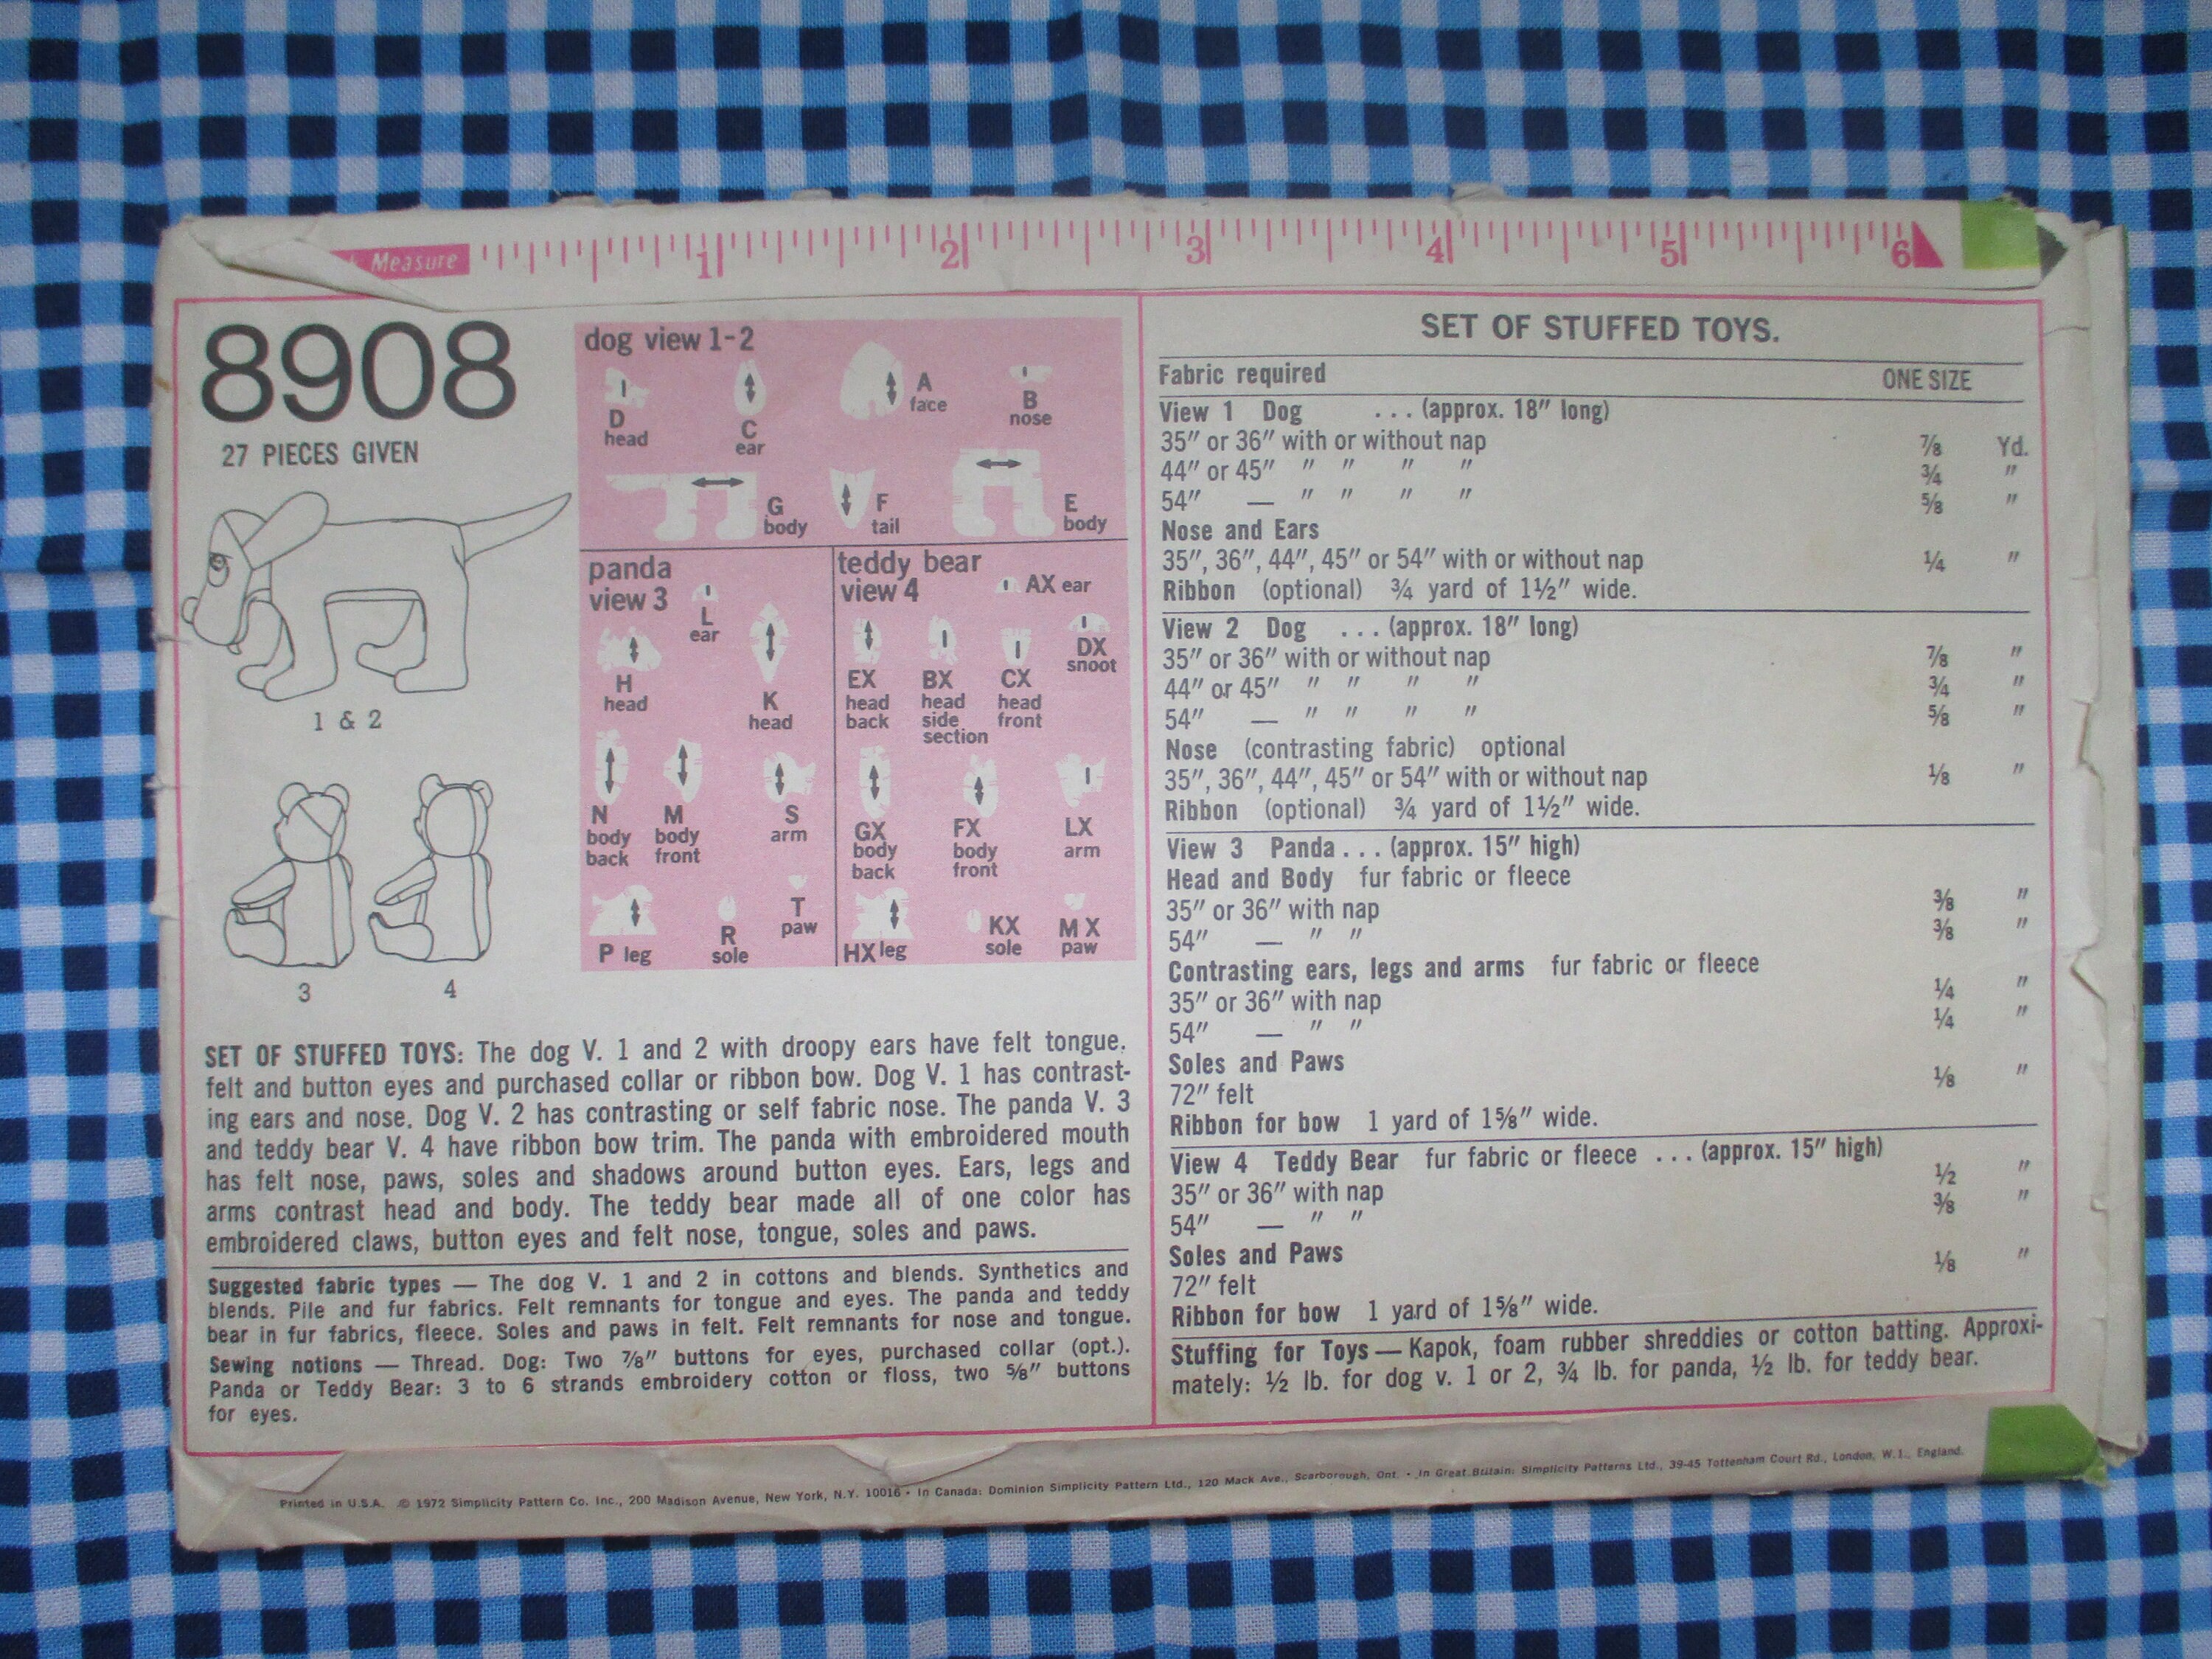 Measure
1 2 3 4 5 6
8908
27 PIECES GIVEN
1 & 2
3
4
dog view 1-2
D
head
C
ear
A
face
B
nose
G
body
F
tail
E
body
panda
view 3
L
ear
H
head
K
head
N
body
back
M
body
front
S
arm
P leg
R
sole
T
paw
teddy bear
view 4
AX ear
EX
head
back
BX
head
side
section
CX
head
front
DX
snoot
GX
body
back
FX
body
front
LX
arm
HX leg
KX
sole
MX
paw
SET OF STUFFED TOYS: The dog V. 1 and 2 with droopy ears have felt tongue,
felt and button eyes and purchased collar or ribbon bow. Dog V. 1 has contrast-
ing ears and nose. Dog V. 2 has contrasting or self fabric nose. The panda V. 3
and teddy bear V. 4 have ribbon bow trim. The panda with embroidered mouth
has felt nose, paws, soles and shadows around button eyes. Ears, legs and
arms contrast head and body. The teddy bear made all of one color has
embroidered claws, button eyes and felt nose, tongue, soles and paws.
Suggested fabric types — The dog V. 1 and 2 in cottons and blends. Synthetics and
blends. Pile and fur fabrics. Felt remnants for tongue and eyes. The panda and teddy
bear in fur fabrics, fleece. Soles and paws in felt. Felt remnants for nose and tongue.
Sewing notions — Thread. Dog: Two ⅞" buttons for eyes, purchased collar (opt.).
Panda or Teddy Bear: 3 to 6 strands embroidery cotton or floss, two ⅝" buttons
for eyes.
SET OF STUFFED TOYS.
Fabric required ONE SIZE
View 1 Dog ... (approx. 18" long)
35" or 36" with or without nap ⅞ Yd.
44" or 45" " " " " ¾ "
54" — " " " " ⅝ "
Nose and Ears
35", 36", 44", 45" or 54" with or without nap ¼ "
Ribbon (optional) ¾ yard of 1½" wide.
View 2 Dog ... (approx. 18" long)
35" or 36" with or without nap ⅞ "
44" or 45" " " " " ¾ "
54" — " " " " ⅝ "
Nose (contrasting fabric) optional
35", 36", 44", 45" or 54" with or without nap ⅛ "
Ribbon (optional) ¾ yard of 1½" wide.
View 3 Panda ... (approx. 15" high)
Head and Body fur fabric or fleece
35" or 36" with nap ⅜ "
54" — " " ⅜ "
Contrasting ears, legs and arms fur fabric or fleece
35" or 36" with nap ¼ "
54" — " " ¼ "
Soles and Paws
72" felt ⅛ "
Ribbon for bow 1 yard of 1⅝" wide.
View 4 Teddy Bear fur fabric or fleece ... (approx. 15" high)
35" or 36" with nap ½ "
54" — " " ⅜ "
Soles and Paws
72" felt ⅛ "
Ribbon for bow 1 yard of 1⅝" wide.
Stuffing for Toys — Kapok, foam rubber shreddies or cotton batting. Approxi-
mately: ½ lb. for dog v. 1 or 2, ¾ lb. for panda, ½ lb. for teddy bear.
Printed in U.S.A. © 1972 Simplicity Pattern Co. Inc., 200 Madison Avenue, New York, N.Y. 10016 • In Canada: Dominion Simplicity Pattern Ltd., 120 Mack Ave., Scarborough, Ont. • In Great Britain: Simplicity Patterns Ltd., 39-45 Tottenham Court Rd., London, W.1., England.